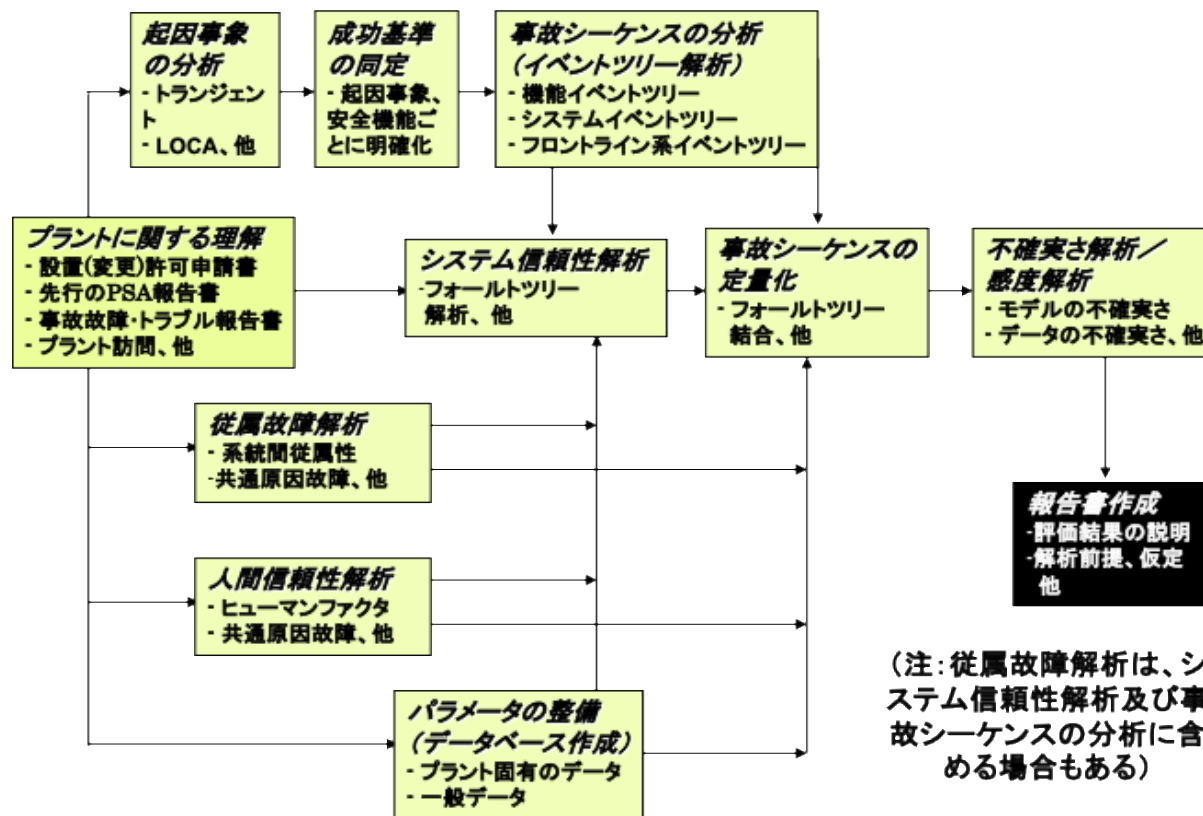 起因事象
の分析
- トランジェン
ト
- LOCA、他
成功基準
の同定
- 起因事象、
安全機能ご
とに明確化
事故シーケンスの分析
（イベントツリー解析）
- 機能イベントツリー
- システムイベントツリー
- フロントライン系イベントツリー
プラントに関する理解
- 設置(変更)許可申請書
- 先行のPSA報告書
- 事故故障・トラブル報告書
- プラント訪問、他
システム信頼性解析
-フォールトツリー
解析、他
事故シーケンスの
定量化
- フォールトツリー
結合、他
不確実さ解析／
感度解析
- モデルの不確実さ
- データの不確実さ、他
従属故障解析
- 系統間従属性
-共通原因故障、他
報告書作成
-評価結果の説明
-解析前提、仮定
他
人間信頼性解析
- ヒューマンファクタ
- 共通原因故障、他
パラメータの整備
（データベース作成）
- プラント固有のデータ
- 一般データ
（注：従属故障解析は、シ
ステム信頼性解析及び事
故シーケンスの分析に含
める場合もある）